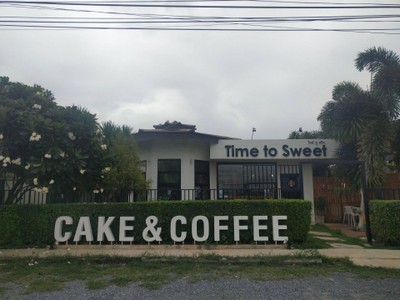 Time to Sweet
CAKE & COFFEE